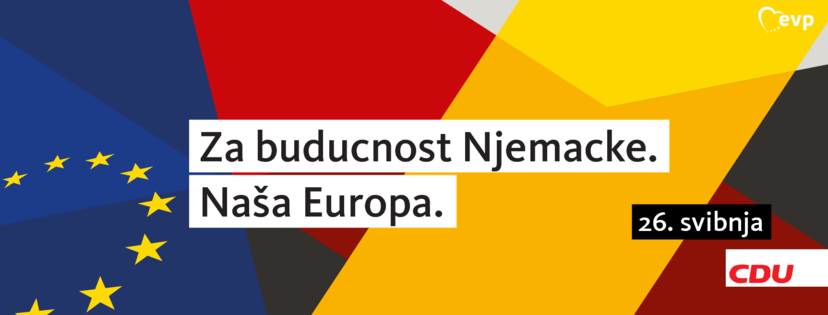 evp
Za buducnost Njemacke.
Naša Europa.
26. svibnja
CDU